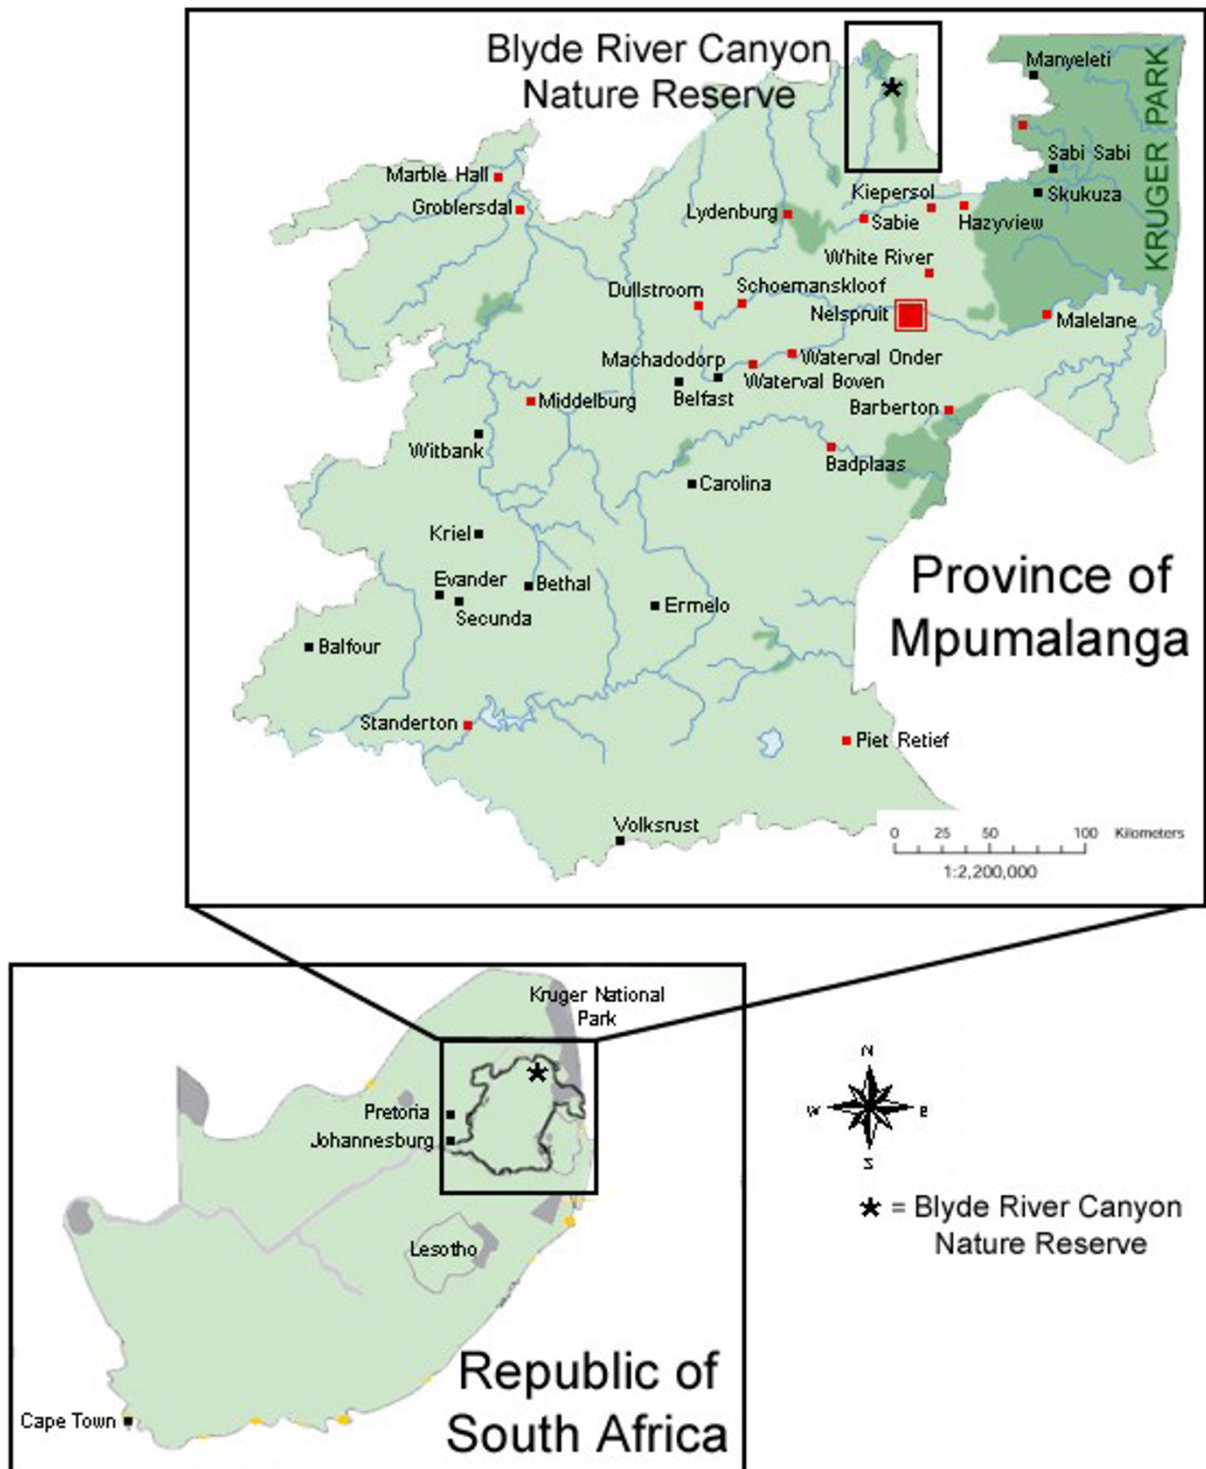 Blyde River Canyon
Nature Reserve
Manyeleti
KRUGER PARK
Sabi Sabi
Skukuza
Marble Hall
Groblersdal
Lydenburg
Kiepersol
Sabie
Hazyview
White River
Dullstroom
Schoemanskloof
Nelspruit
Malelane
Machadodorp
Waterval Onder
Waterval Boven
Belfast
Middelburg
Barberton
Witbank
Badplaas
Carolina
Kriel
Evander
Bethal
Secunda
Ermelo
Balfour
Province of
Mpumalanga
Standerton
Piet Retief
Volksrust
0 25 50 100 Kilometers
1:2,200,000
Kruger National
Park
Pretoria
Johannesburg
Lesotho
Cape Town
Republic of
South Africa
N
W E
S
* = Blyde River Canyon
Nature Reserve